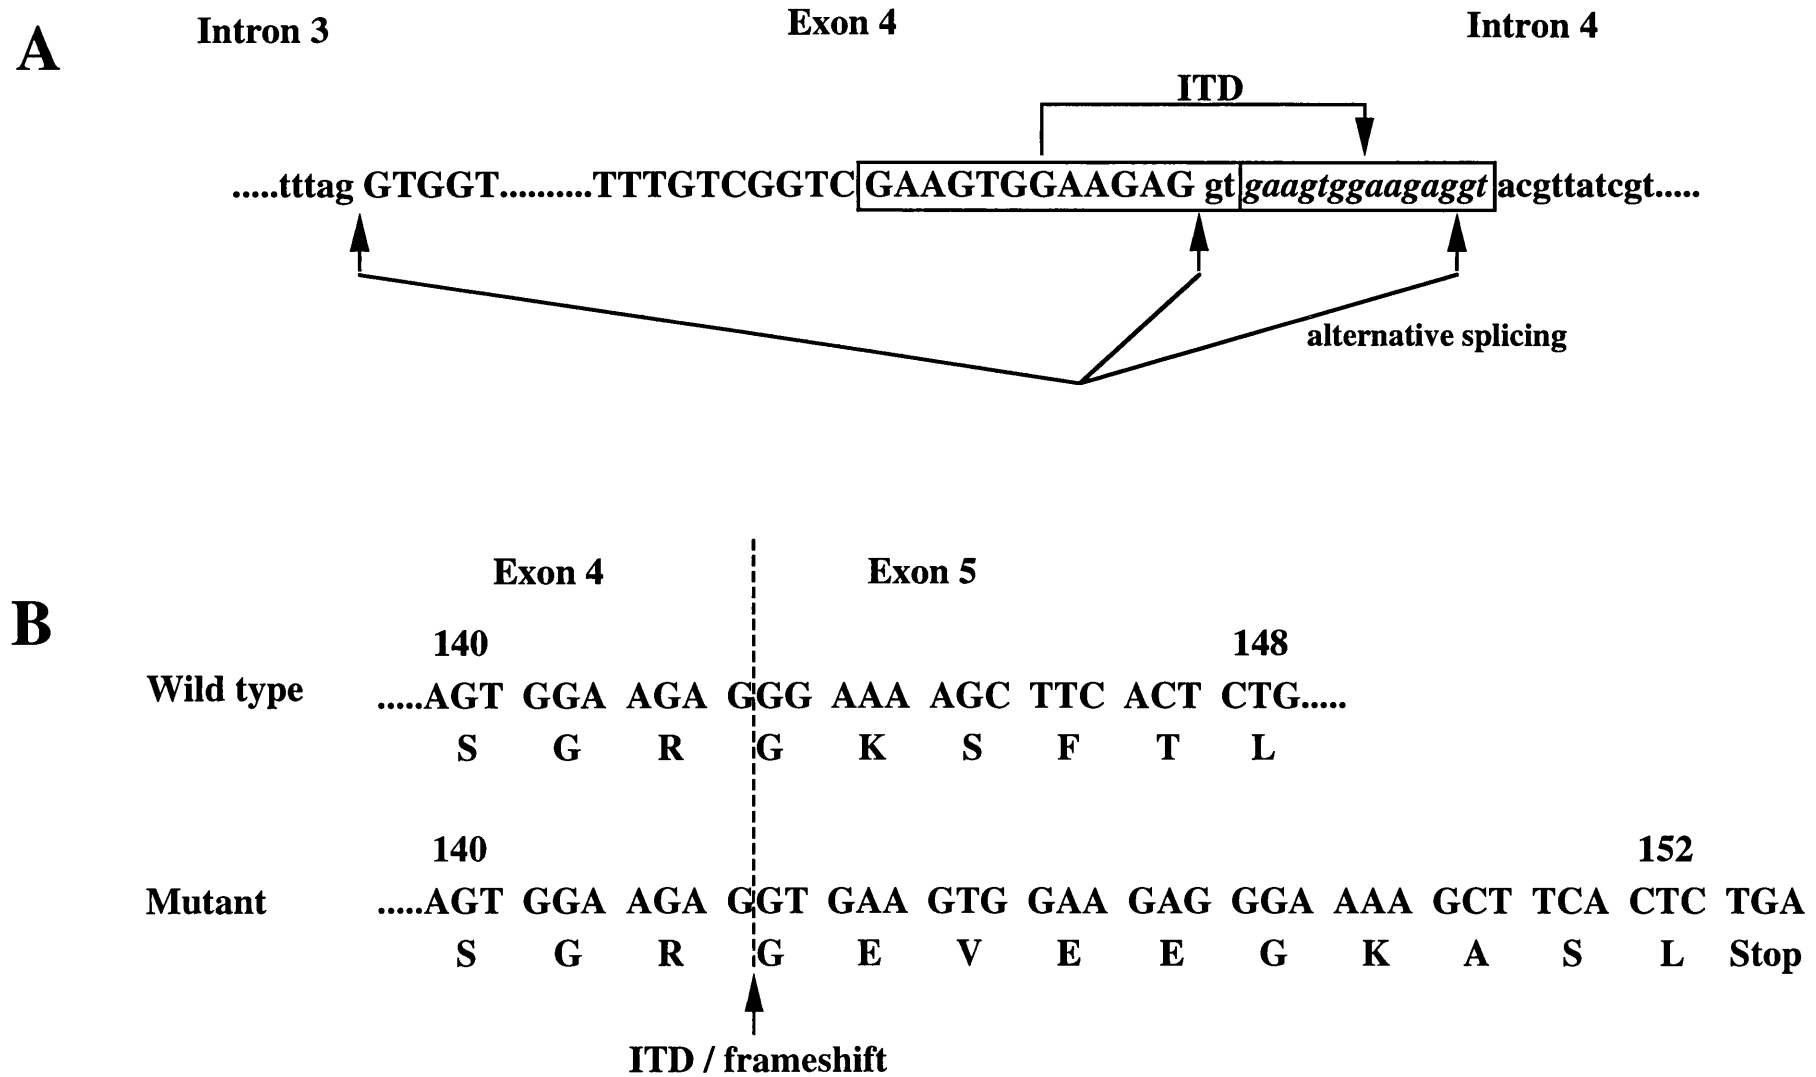 A
Intron 3 Exon 4 Intron 4
ITD
.....tttag GTGGT..........TTTGTCGGTC GAAGTGGAAGAG gt gaagtggaagaggt acgttatcgt.....
alternative splicing
B
Exon 4 Exon 5
140 148
Wild type .....AGT GGA AGA GGG AAA AGC TTC ACT CTG.....
S G R G K S F T L
140 152
Mutant .....AGT GGA AGA GGT GAA GTG GAA GAG GGA AAA GCT TCA CTC TGA
S G R G E V E E G K A S L Stop
ITD / frameshift